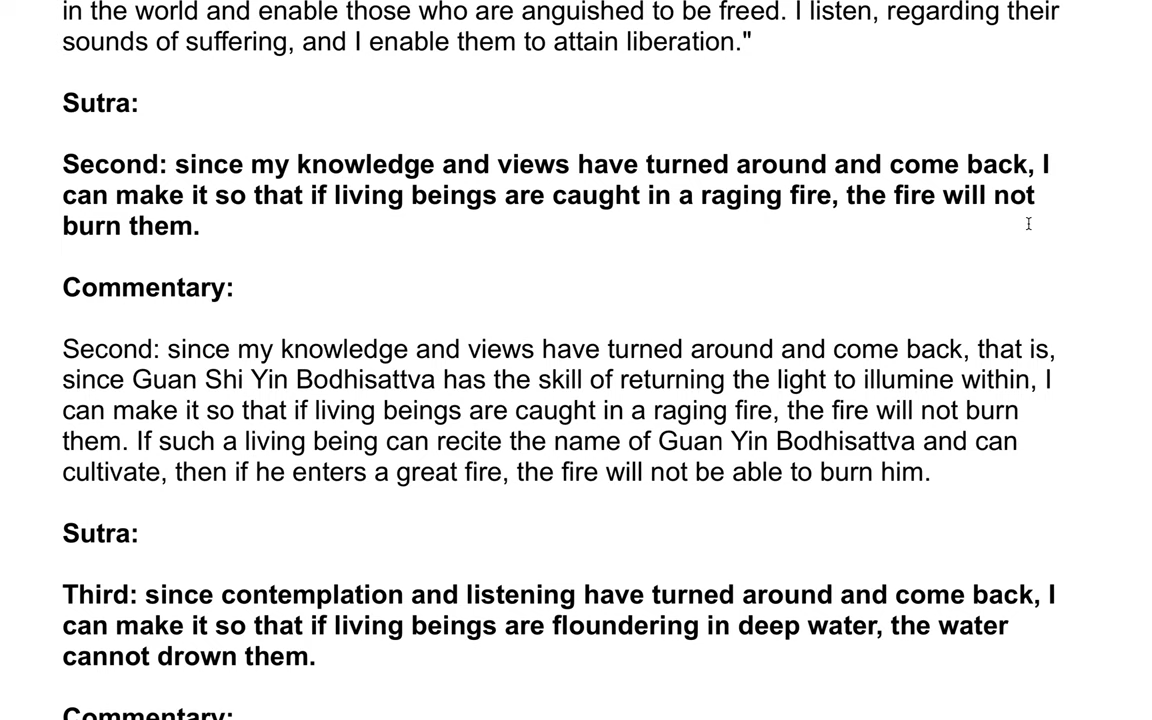 in the world and enable those who are anguished to be freed. I listen, regarding their
sounds of suffering, and I enable them to attain liberation."
Sutra:
Second: since my knowledge and views have turned around and come back, I
can make it so that if living beings are caught in a raging fire, the fire will not
burn them.
Commentary:
Second: since my knowledge and views have turned around and come back, that is,
since Guan Shi Yin Bodhisattva has the skill of returning the light to illumine within, I
can make it so that if living beings are caught in a raging fire, the fire will not burn
them. If such a living being can recite the name of Guan Yin Bodhisattva and can
cultivate, then if he enters a great fire, the fire will not be able to burn him.
Sutra:
Third: since contemplation and listening have turned around and come back, I
can make it so that if living beings are floundering in deep water, the water
cannot drown them.
Commentary: